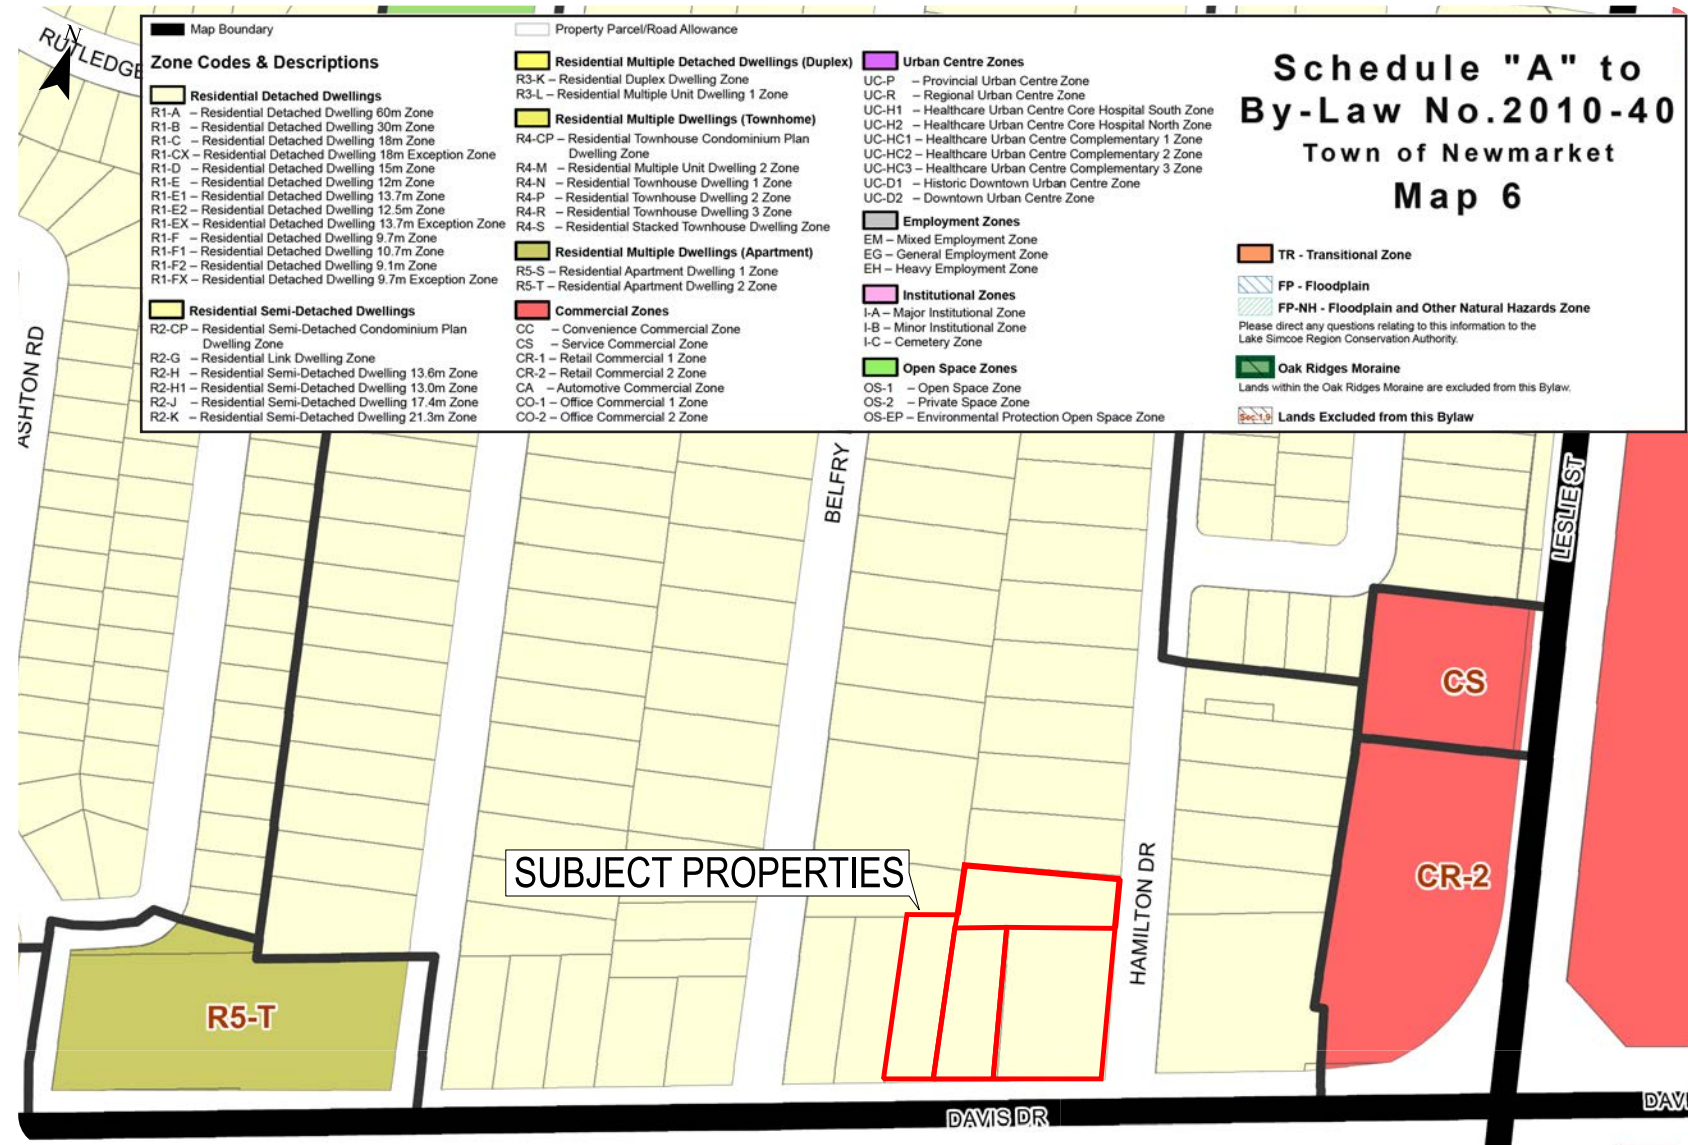 N
RUTLEDGE
Map Boundary
Zone Codes & Descriptions
Residential Detached Dwellings
R1-A – Residential Detached Dwelling 60m Zone
R1-B – Residential Detached Dwelling 30m Zone
R1-C – Residential Detached Dwelling 18m Zone
R1-CX – Residential Detached Dwelling 18m Exception Zone
R1-D – Residential Detached Dwelling 15m Zone
R1-E – Residential Detached Dwelling 12m Zone
R1-E1 – Residential Detached Dwelling 13.7m Zone
R1-E2 – Residential Detached Dwelling 12.5m Zone
R1-EX – Residential Detached Dwelling 13.7m Exception Zone
R1-F – Residential Detached Dwelling 9.7m Zone
R1-F1 – Residential Detached Dwelling 10.7m Zone
R1-F2 – Residential Detached Dwelling 9.1m Zone
R1-FX – Residential Detached Dwelling 9.7m Exception Zone
Residential Semi-Detached Dwellings
R2-CP – Residential Semi-Detached Condominium Plan
Dwelling Zone
R2-G – Residential Link Dwelling Zone
R2-H – Residential Semi-Detached Dwelling 13.6m Zone
R2-H1 – Residential Semi-Detached Dwelling 13.0m Zone
R2-J – Residential Semi-Detached Dwelling 17.4m Zone
R2-K – Residential Semi-Detached Dwelling 21.3m Zone
Property Parcel/Road Allowance
Residential Multiple Detached Dwellings (Duplex)
R3-K – Residential Duplex Dwelling Zone
R3-L – Residential Multiple Unit Dwelling 1 Zone
Residential Multiple Dwellings (Townhome)
R4-CP – Residential Townhouse Condominium Plan
Dwelling Zone
R4-M – Residential Multiple Unit Dwelling 2 Zone
R4-N – Residential Townhouse Dwelling 1 Zone
R4-P – Residential Townhouse Dwelling 2 Zone
R4-R – Residential Townhouse Dwelling 3 Zone
R4-S – Residential Stacked Townhouse Dwelling Zone
Residential Multiple Dwellings (Apartment)
R5-S – Residential Apartment Dwelling 1 Zone
R5-T – Residential Apartment Dwelling 2 Zone
Commercial Zones
CC – Convenience Commercial Zone
CS – Service Commercial Zone
CR-1 – Retail Commercial 1 Zone
CR-2 – Retail Commercial 2 Zone
CA – Automotive Commercial Zone
CO-1 – Office Commercial 1 Zone
CO-2 – Office Commercial 2 Zone
Urban Centre Zones
UC-P – Provincial Urban Centre Zone
UC-R – Regional Urban Centre Zone
UC-H1 – Healthcare Urban Centre Core Hospital South Zone
UC-H2 – Healthcare Urban Centre Core Hospital North Zone
UC-HC1 – Healthcare Urban Centre Complementary 1 Zone
UC-HC2 – Healthcare Urban Centre Complementary 2 Zone
UC-HC3 – Healthcare Urban Centre Complementary 3 Zone
UC-D1 – Historic Downtown Urban Centre Zone
UC-D2 – Downtown Urban Centre Zone
Employment Zones
EM – Mixed Employment Zone
EG – General Employment Zone
EH – Heavy Employment Zone
Institutional Zones
I-A – Major Institutional Zone
I-B – Minor Institutional Zone
I-C – Cemetery Zone
Open Space Zones
OS-1 – Open Space Zone
OS-2 – Private Space Zone
OS-EP – Environmental Protection Open Space Zone
Schedule "A" to
By-Law No.2010-40
Town of Newmarket
Map 6
TR - Transitional Zone
FP - Floodplain
FP-NH - Floodplain and Other Natural Hazards Zone
Please direct any questions relating to this information to the
Lake Simcoe Region Conservation Authority.
Oak Ridges Moraine
Lands within the Oak Ridges Moraine are excluded from this Bylaw.
Sec.1.9
Lands Excluded from this Bylaw
ASHTON RD
BELFRY
LESLIE ST
CS
SUBJECT PROPERTIES
HAMILTON DR
CR-2
R5-T
DAVIS DR
DAVI